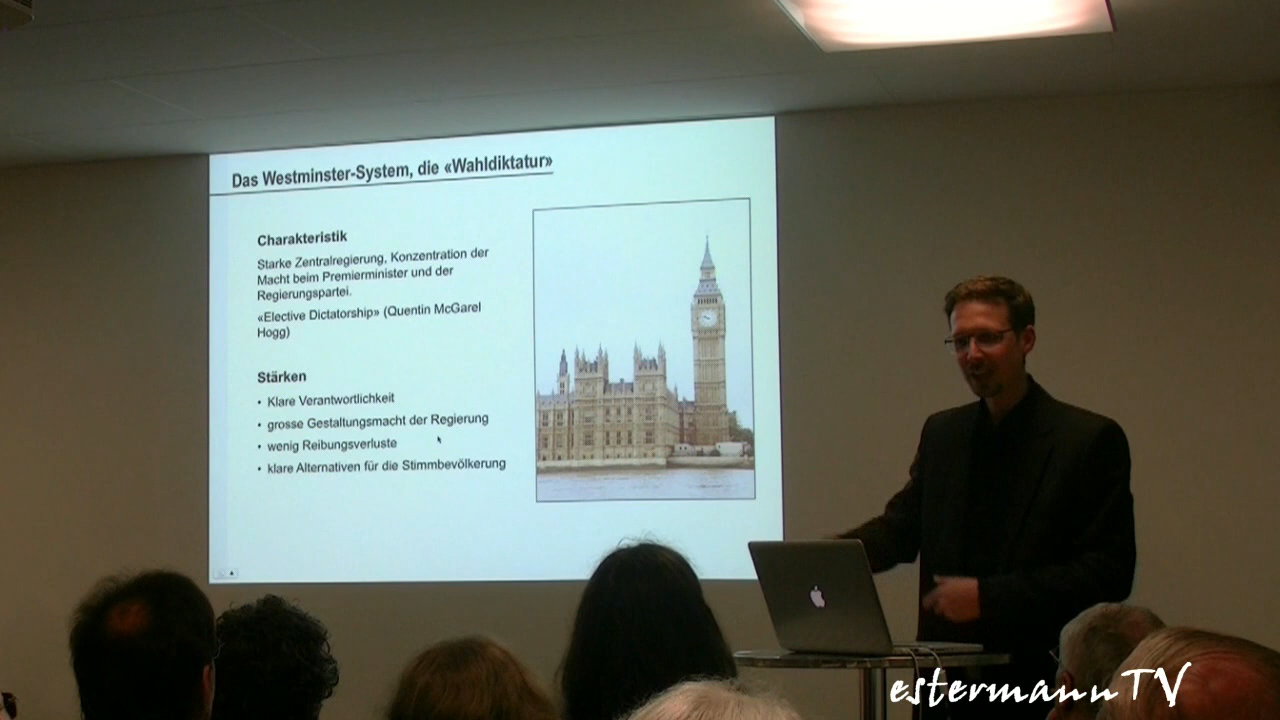 Das Westminster-System, die «Wahldiktatur»
Charakteristik
Starke Zentralregierung, Konzentration der
Macht beim Premierminister und der
Regierungspartei.
«Elective Dictatorship» (Quentin McGarel
Hogg)
Stärken
• Klare Verantwortlichkeit
• grosse Gestaltungsmacht der Regierung
• wenig Reibungsverluste
• klare Alternativen für die Stimmbevölkerung
estermannTV